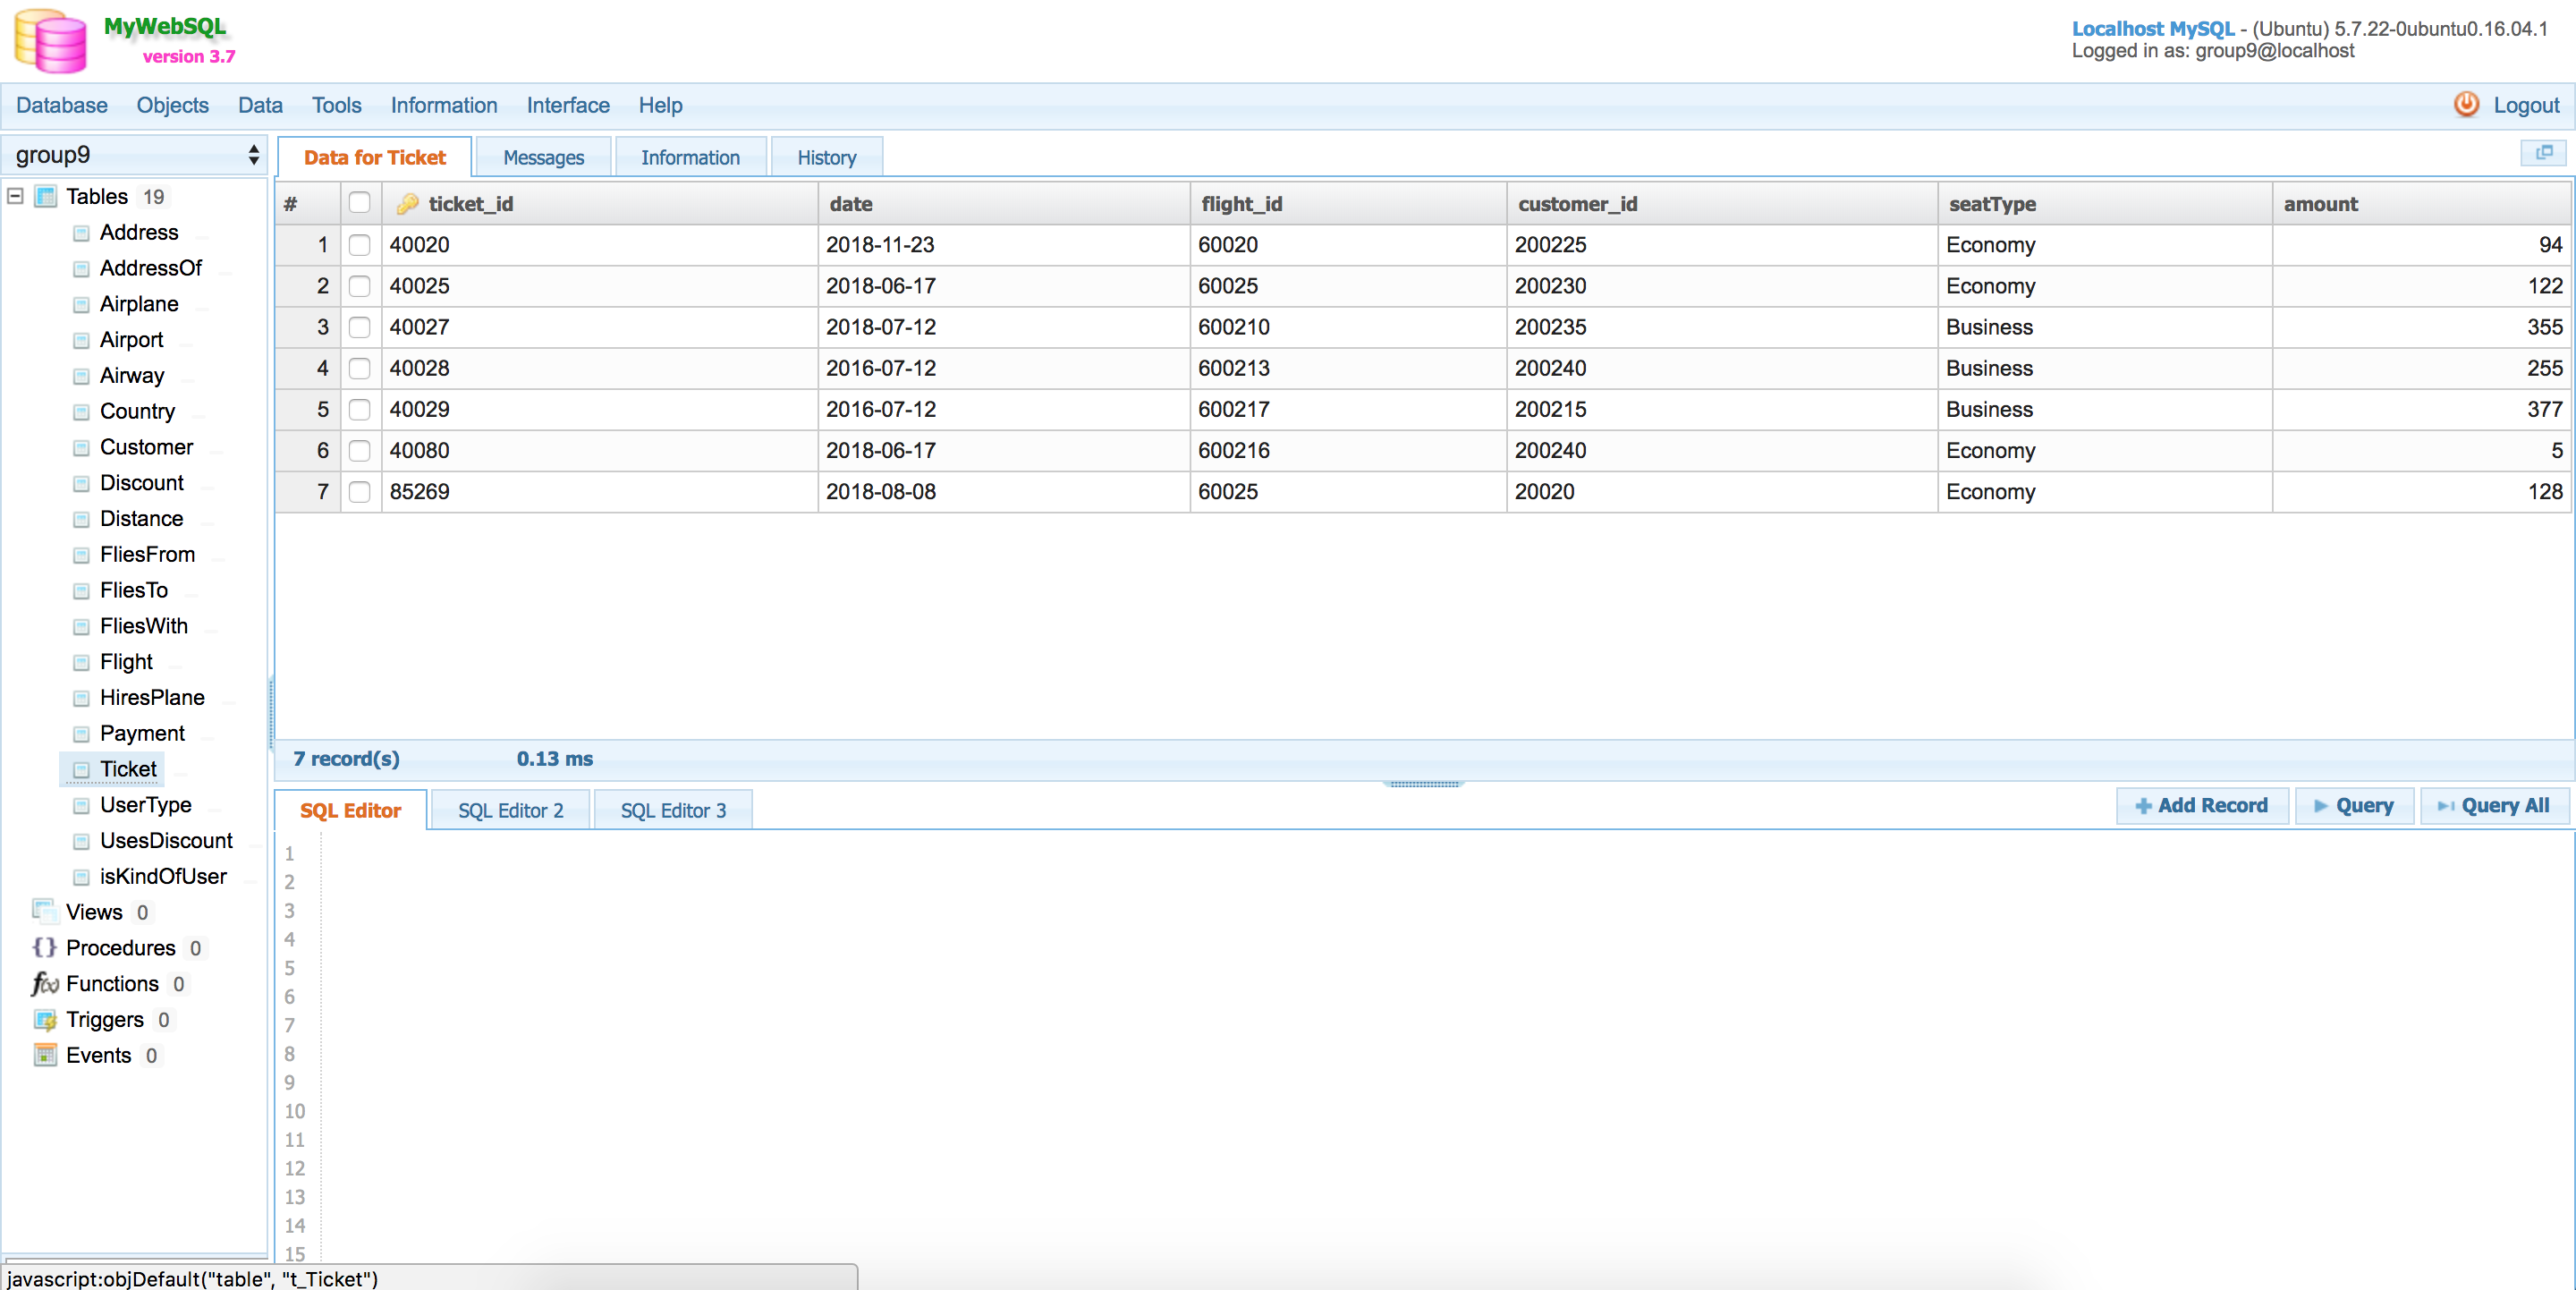 MyWebSQL
version 3.7
Localhost MySQL - (Ubuntu) 5.7.22-0ubuntu0.16.04.1
Logged in as: group9@localhost
Database Objects Data Tools Information Interface Help Logout
group9
Data for Ticket Messages Information History
Tables 19
Address
AddressOf
Airplane
Airport
Airway
Country
Customer
Discount
Distance
FliesFrom
FliesTo
FliesWith
Flight
HiresPlane
Payment
Ticket
UserType
UsesDiscount
isKindOfUser
Views 0
{} Procedures 0
f(x) Functions 0
Triggers 0
Events 0
# ticket_id date flight_id customer_id seatType amount
1 40020 2018-11-23 60020 200225 Economy 94
2 40025 2018-06-17 60025 200230 Economy 122
3 40027 2018-07-12 600210 200235 Business 355
4 40028 2016-07-12 600213 200240 Business 255
5 40029 2016-07-12 600217 200215 Business 377
6 40080 2018-06-17 600216 200240 Economy 5
7 85269 2018-08-08 60025 20020 Economy 128
7 record(s) 0.13 ms
SQL Editor SQL Editor 2 SQL Editor 3 Add Record Query Query All
1
2
3
4
5
6
7
8
9
10
11
12
13
14
15
javascript:objDefault("table", "t_Ticket")